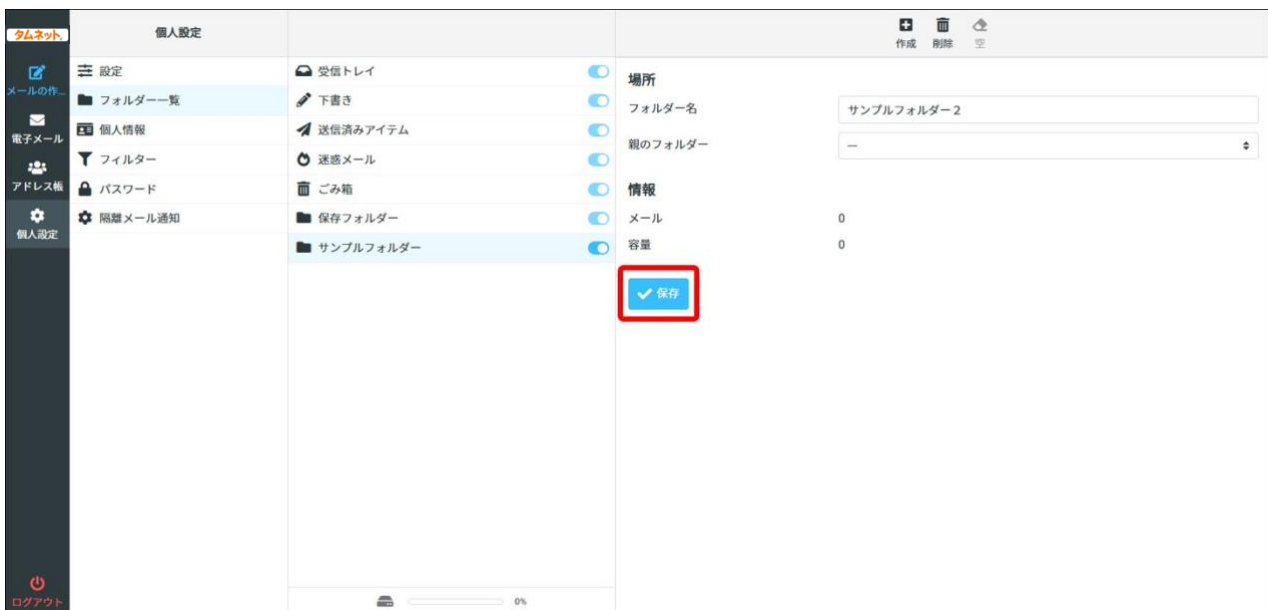 タムネット
メールの作...
電子メール
アドレス帳
個人設定
ログアウト
個人設定
設定
フォルダー一覧
個人情報
フィルター
パスワード
隔離メール通知
受信トレイ
下書き
送信済みアイテム
迷惑メール
ごみ箱
保存フォルダー
サンプルフォルダー
0%
作成 削除 空
場所
フォルダー名 サンプルフォルダー２
親のフォルダー ---
情報
メール 0
容量 0
保存